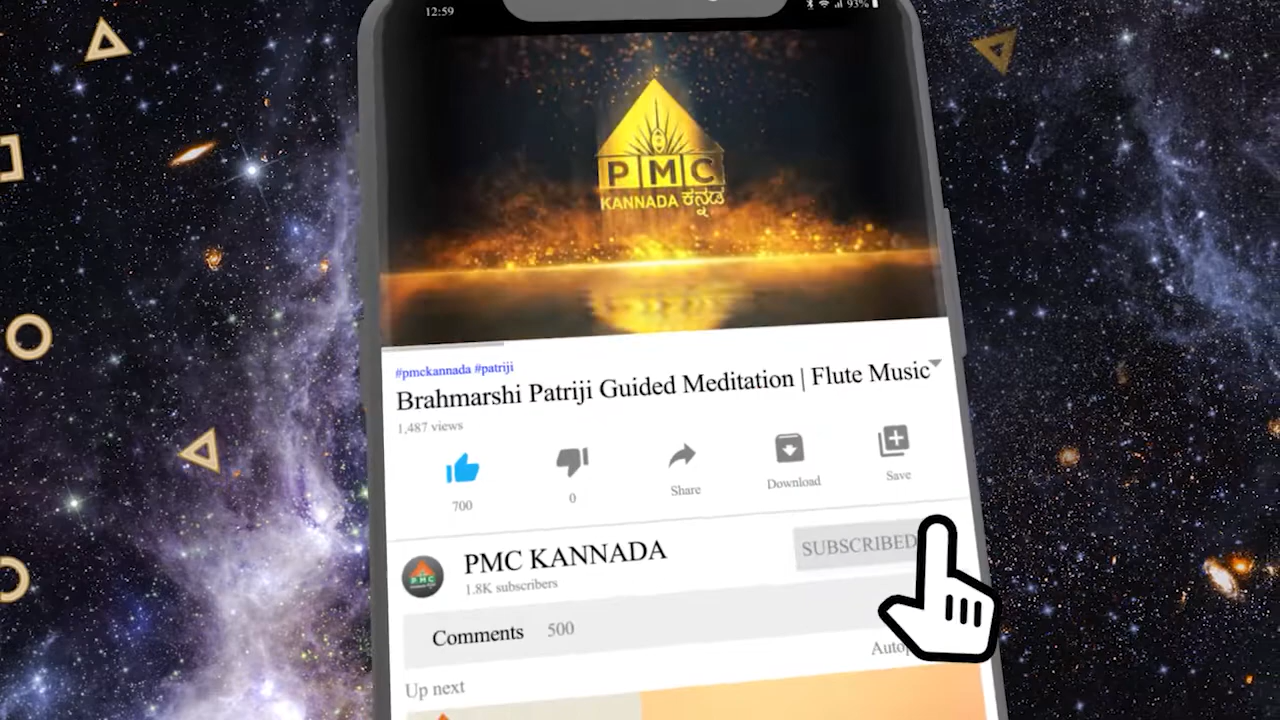 12:59
93%
PMC
KANNADA ಕನ್ನಡ
#pmckannada #patriji
Brahmarshi Patriji Guided Meditation | Flute Music
1,487 views
700
0
Share
Download
Save
PMC KANNADA
1.8K subscribers
SUBSCRIBED
PMC
Comments 500
Up next